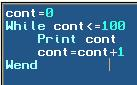 cont=0
While cont<=100
Print cont
cont=cont+1
Wend